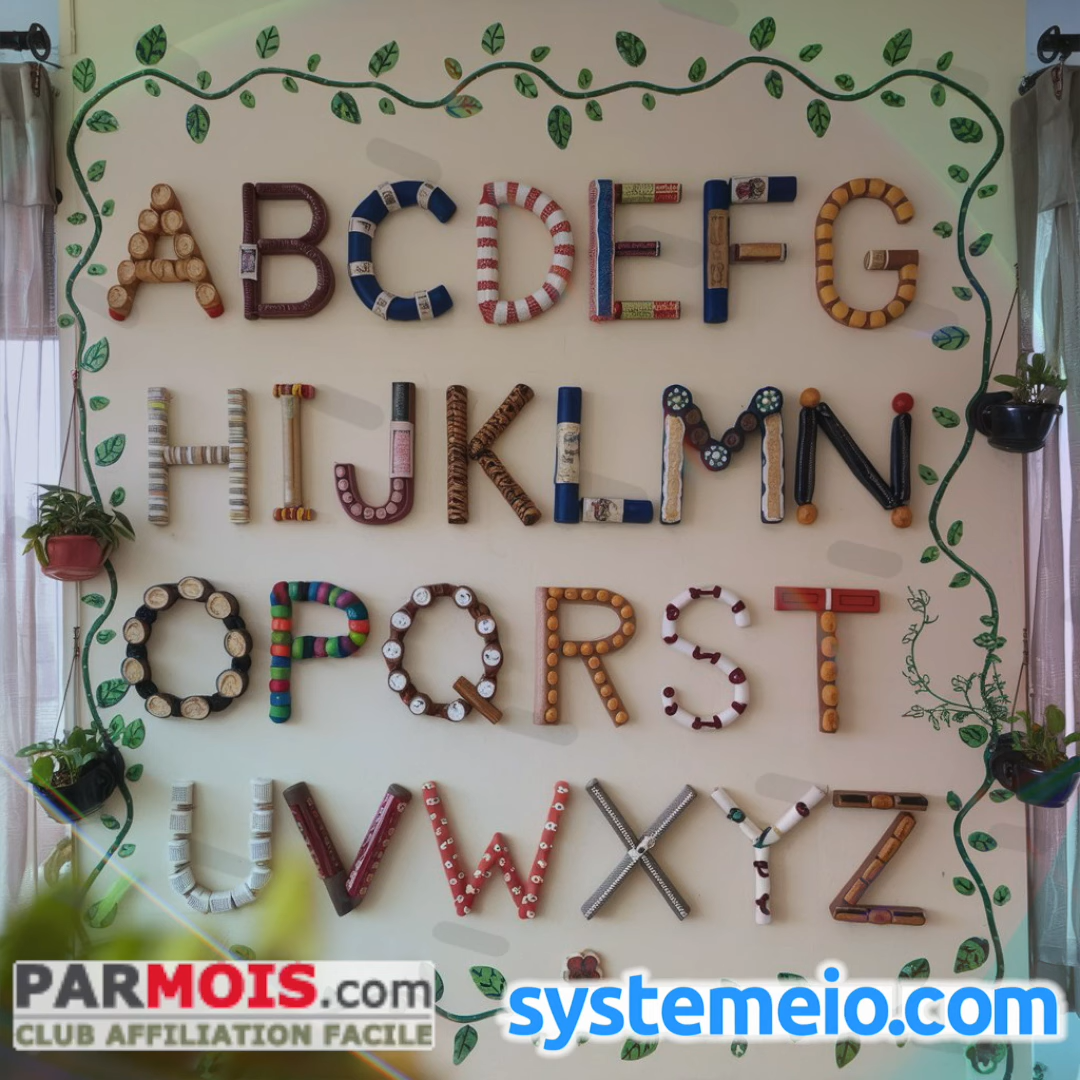 ABCDEFG
HIJKLMN
OPQRST
UVWXYZ
PARMOIS.com
CLUB AFFILIATION FACILE
systemeio.com